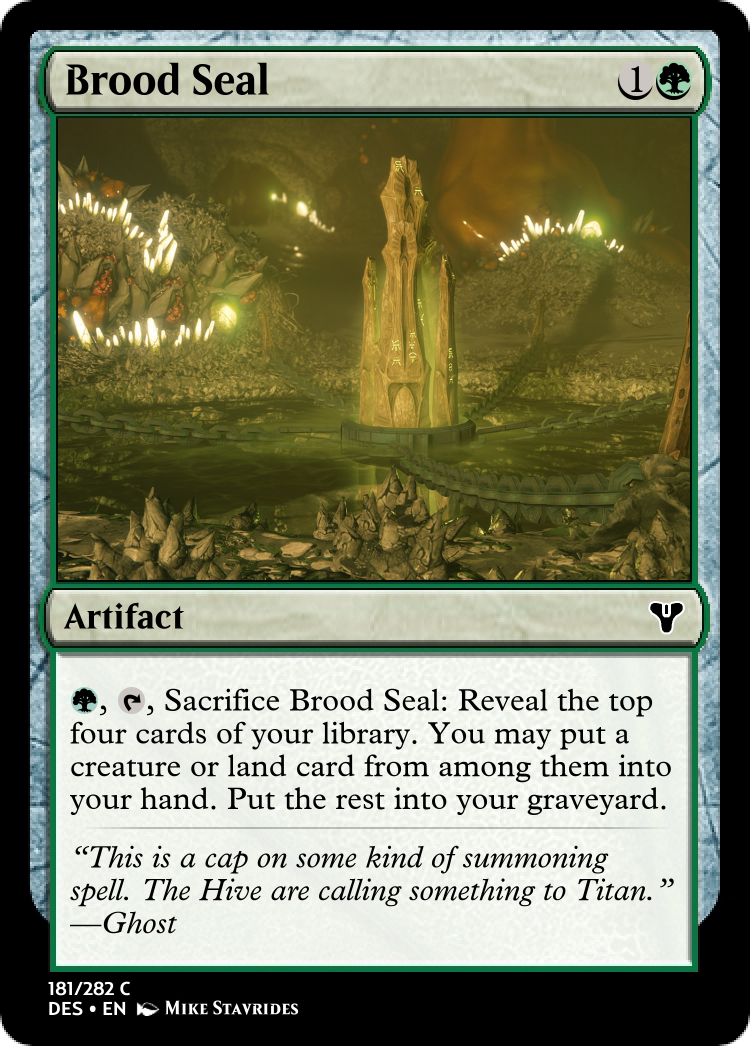 Brood Seal 1
Artifact
, , Sacrifice Brood Seal: Reveal the top
four cards of your library. You may put a
creature or land card from among them into
your hand. Put the rest into your graveyard.
“This is a cap on some kind of summoning
spell. The Hive are calling something to Titan.”
—Ghost
181/282 C
DES • EN Mike Stavrides